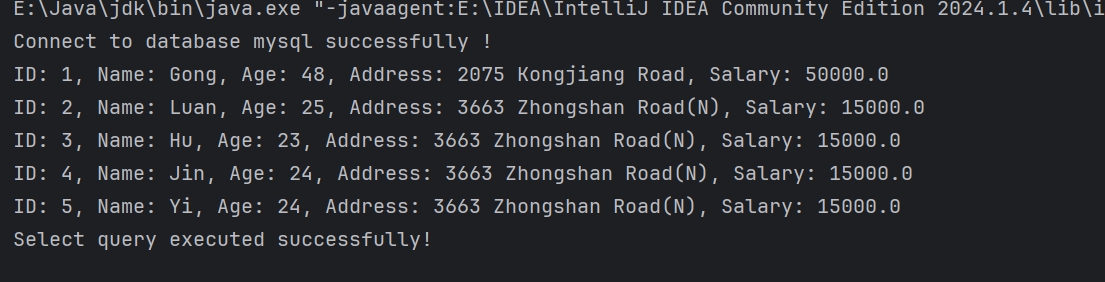 E:\Java\jdk\bin\java.exe "-javaagent:E:\IDEA\IntelliJ IDEA Community Edition 2024.1.4\lib\i
Connect to database mysql successfully !
ID: 1, Name: Gong, Age: 48, Address: 2075 Kongjiang Road, Salary: 50000.0
ID: 2, Name: Luan, Age: 25, Address: 3663 Zhongshan Road(N), Salary: 15000.0
ID: 3, Name: Hu, Age: 23, Address: 3663 Zhongshan Road(N), Salary: 15000.0
ID: 4, Name: Jin, Age: 24, Address: 3663 Zhongshan Road(N), Salary: 15000.0
ID: 5, Name: Yi, Age: 24, Address: 3663 Zhongshan Road(N), Salary: 15000.0
Select query executed successfully!